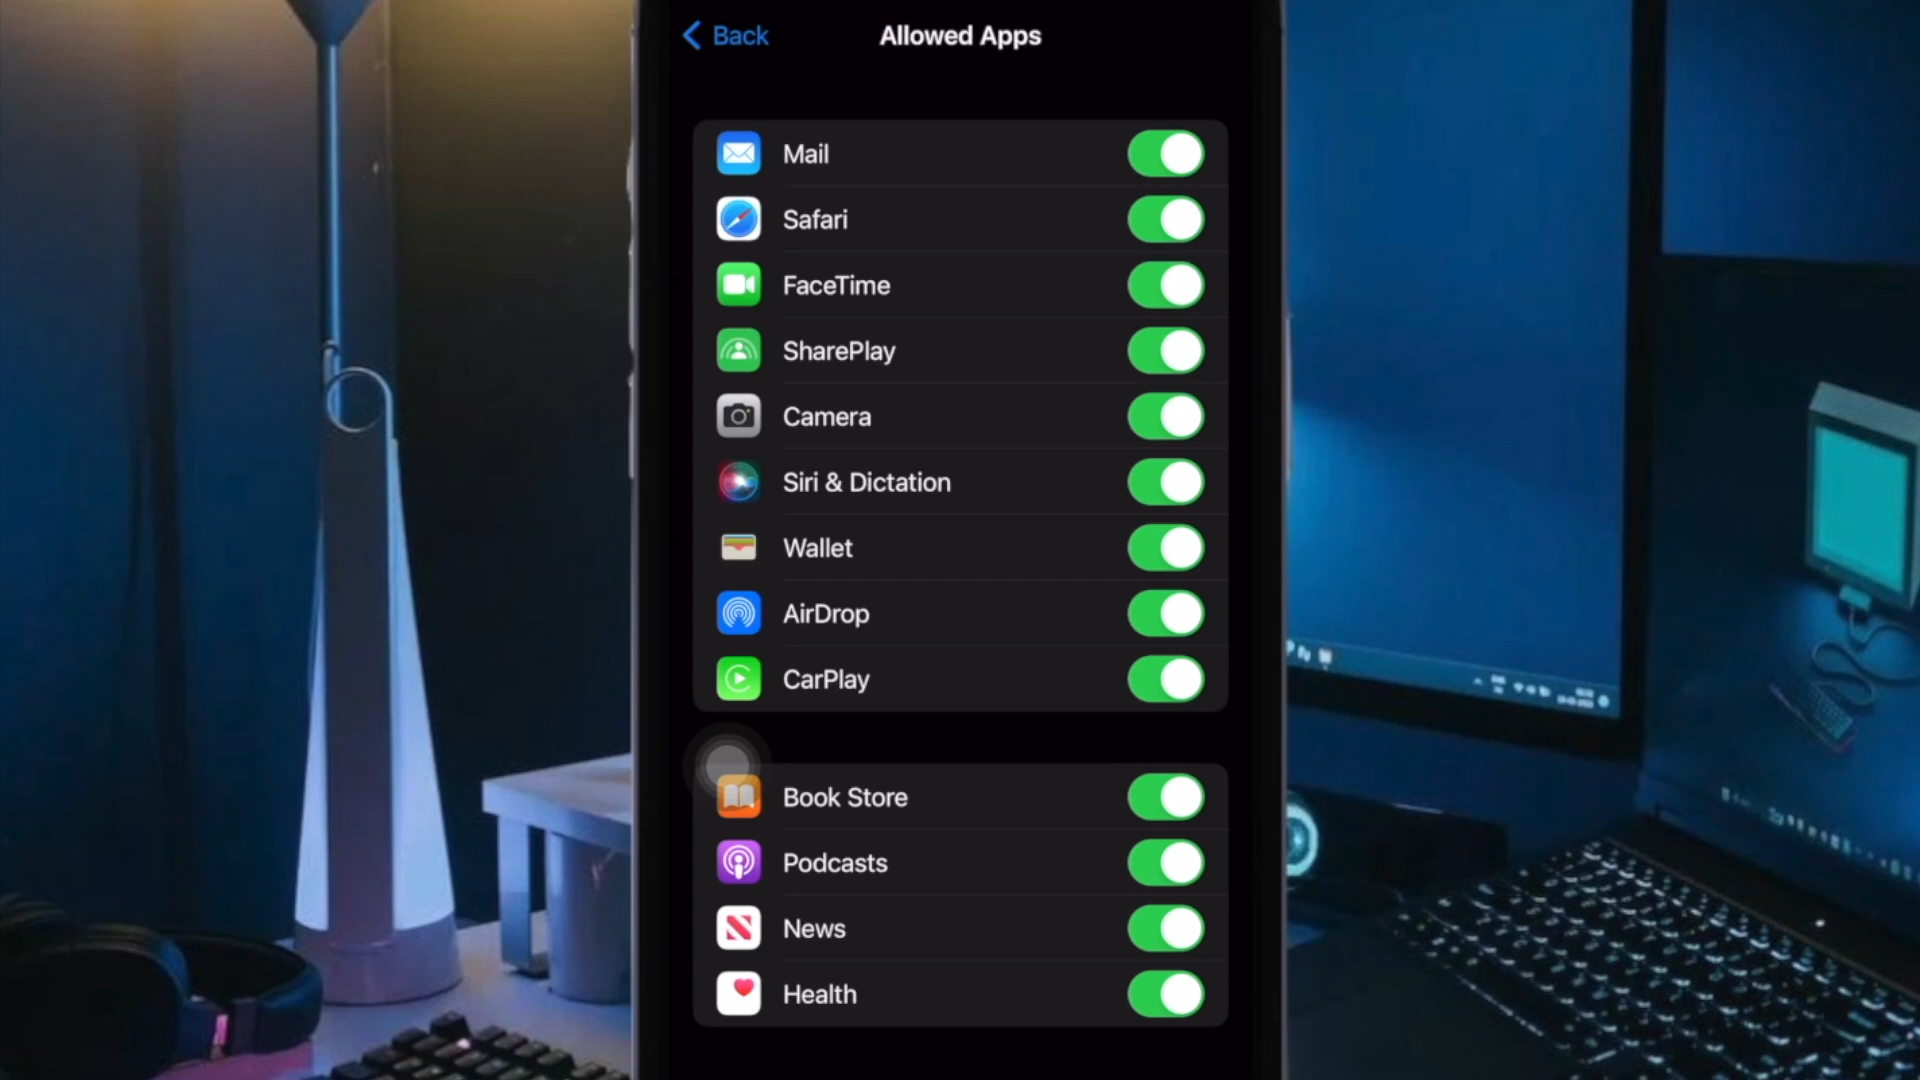 Back
Allowed Apps
Mail
Safari
FaceTime
SharePlay
Camera
Siri & Dictation
Wallet
AirDrop
CarPlay
Book Store
Podcasts
News
Health